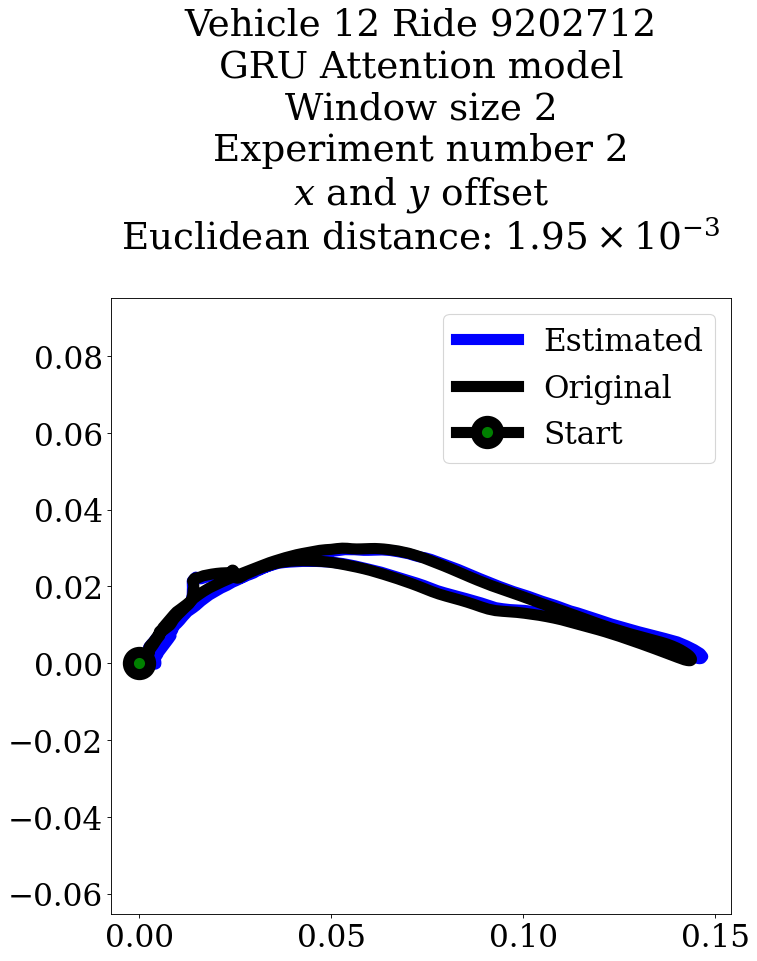 Vehicle 12 Ride 9202712
GRU Attention model
Window size 2
Experiment number 2
x and y offset
Euclidean distance: 1.95 × 10⁻³
Estimated
Original
Start
0.08
0.06
0.04
0.02
0.00
−0.02
−0.04
−0.06
0.00 0.05 0.10 0.15